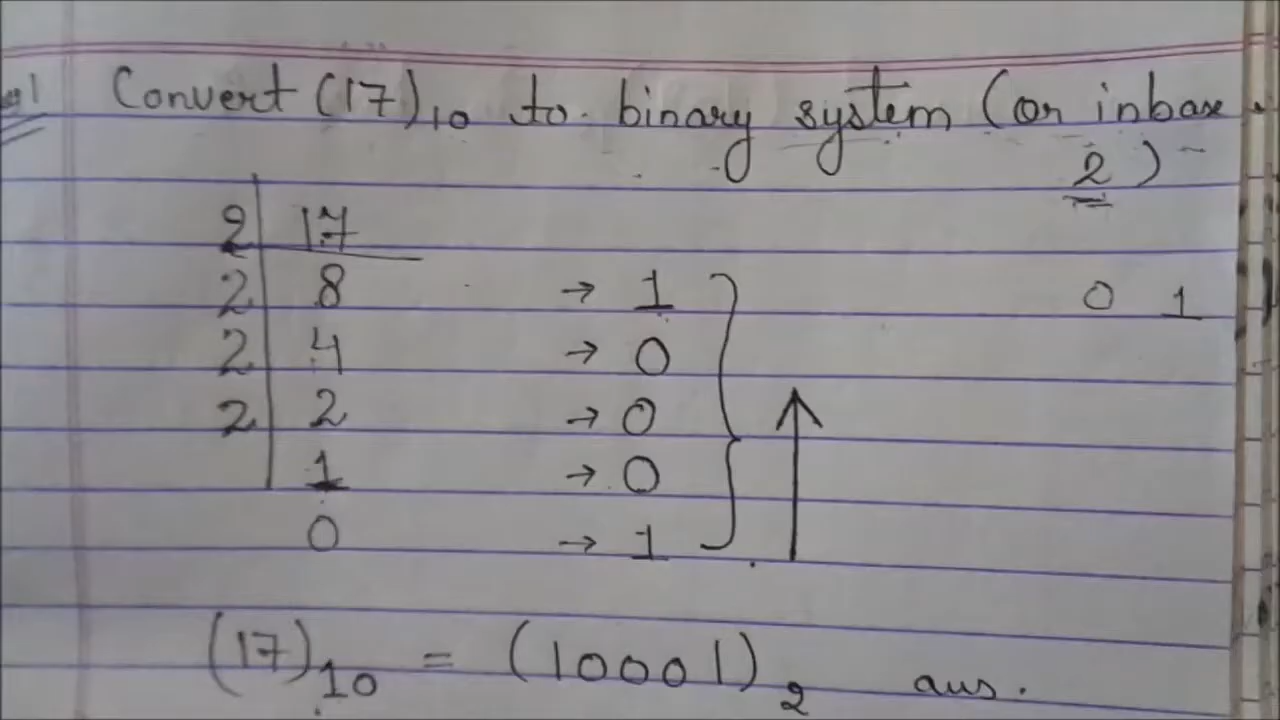 Convert (17)10 to binary system (or in base
2)
2 | 17
2 | 8 → 1
0 1
2 | 4 → 0
2 | 2 → 0
1 → 0
0 → 1
(17)10 = (10001)2 ans.